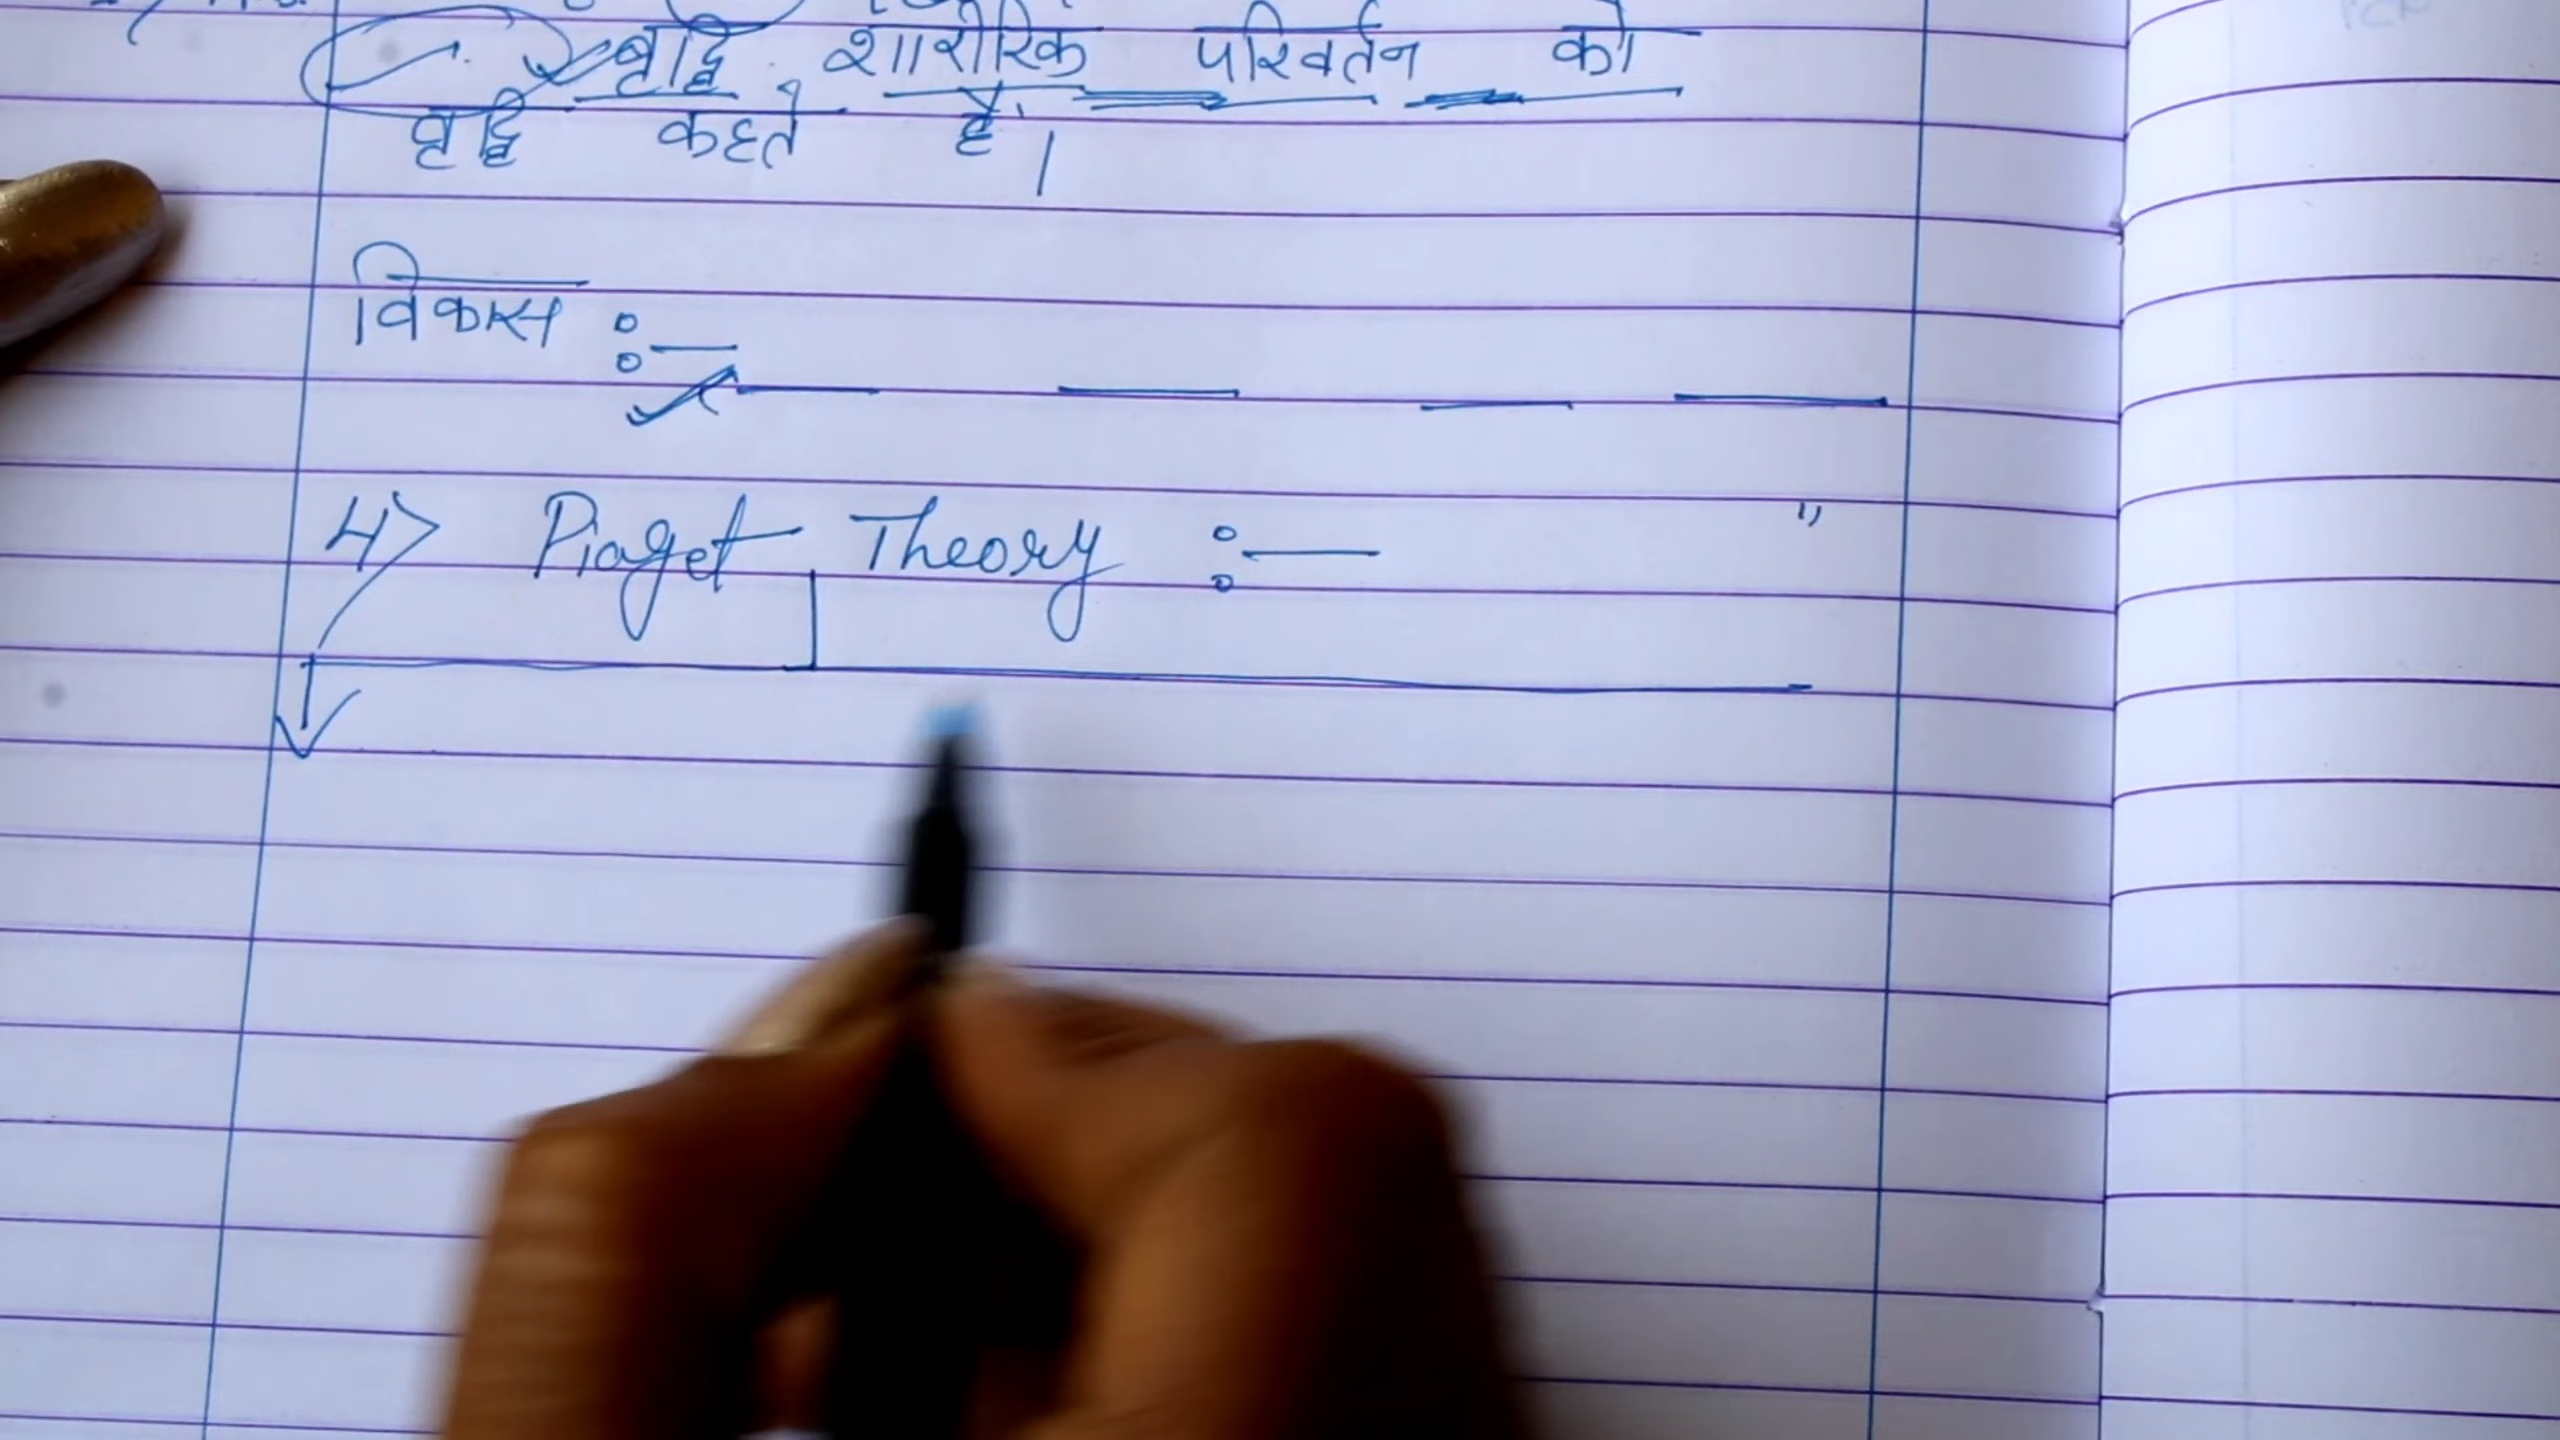 वृद्धि शारीरिक परिवर्तन को
वृद्धि कहते हैं।
विकास :-
4> Piaget Theory :- "